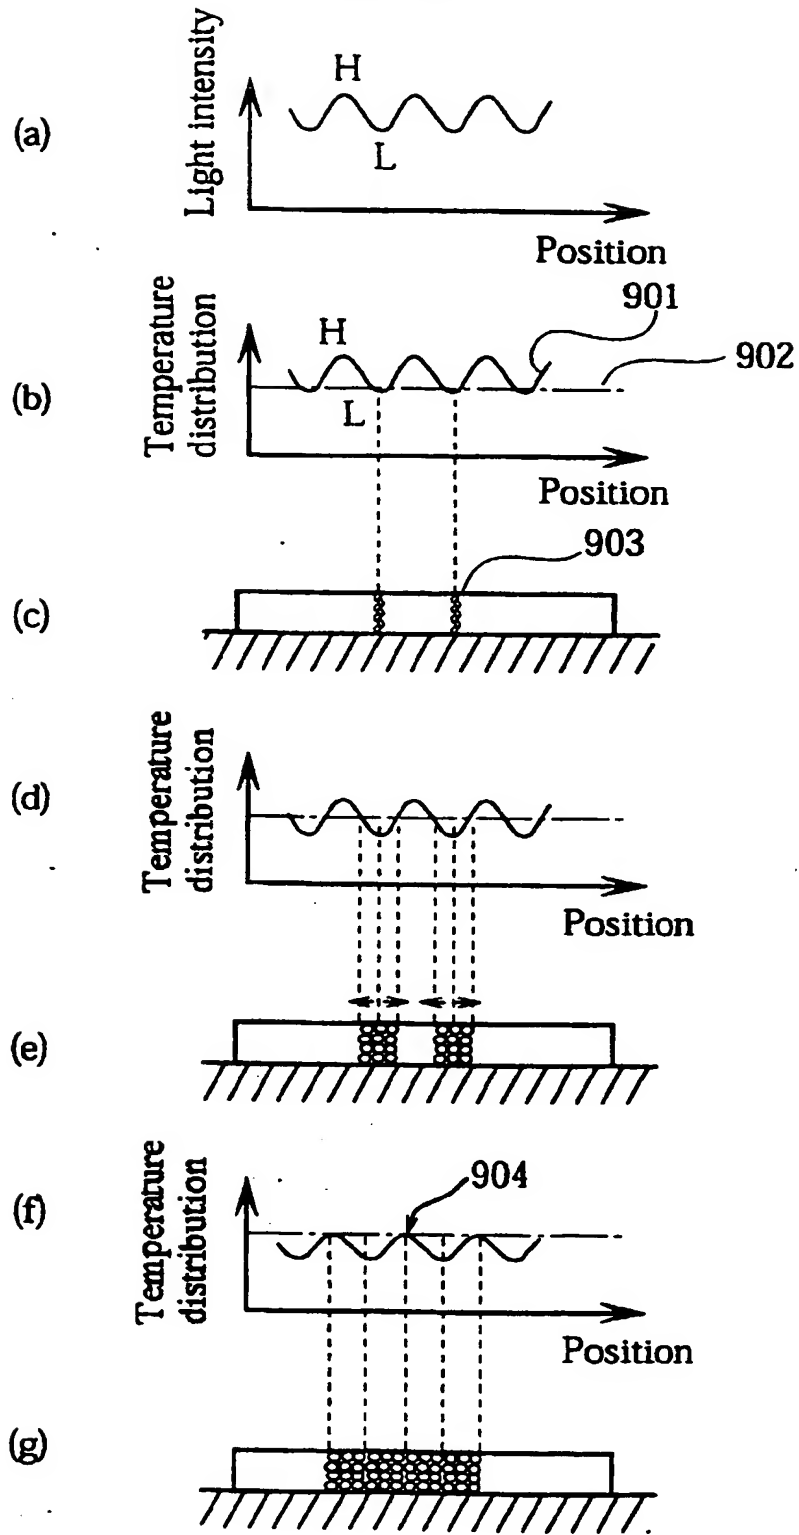 (a)
Light intensity
H
L
Position
(b)
Temperature
distribution
H
L
901
902
Position
(c)
903
(d)
Temperature
distribution
Position
(e)
(f)
Temperature
distribution
904
Position
(g)